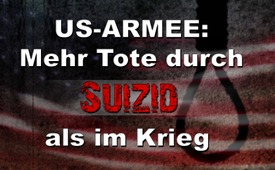 US-ARMEE:
Mehr Tote durch
SUIZID
als im Krieg